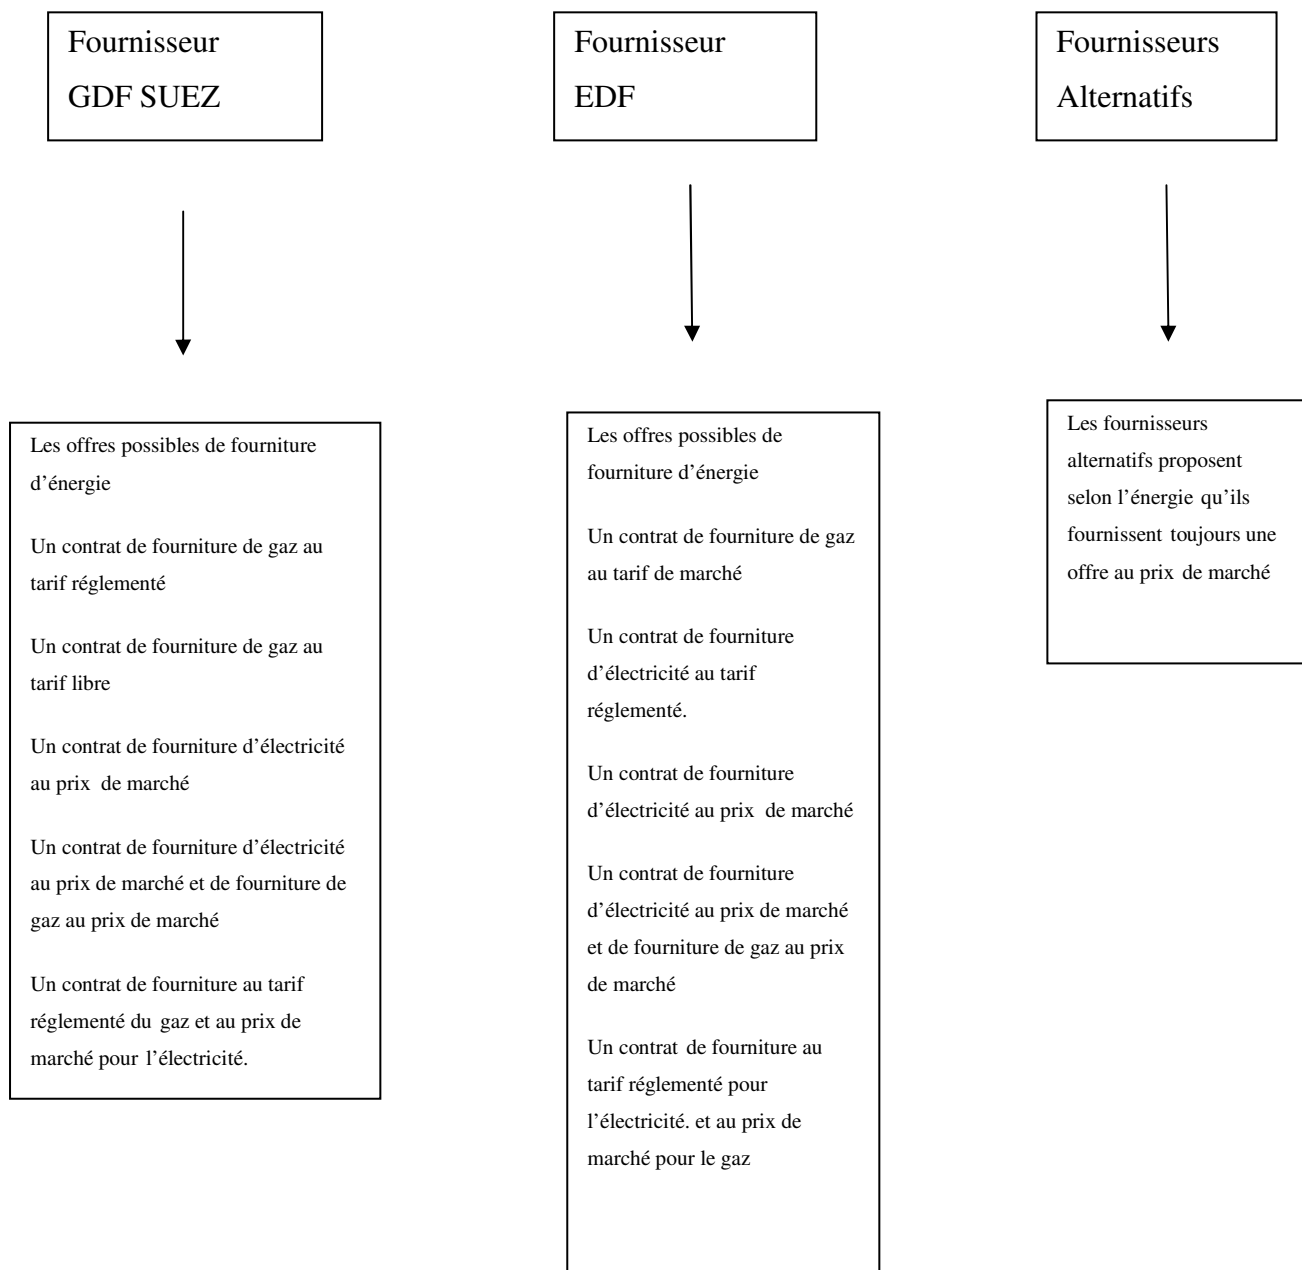 Fournisseur
GDF SUEZ
Les offres possibles de fourniture
d’énergie
Un contrat de fourniture de gaz au
tarif réglementé
Un contrat de fourniture de gaz au
tarif libre
Un contrat de fourniture d’électricité
au prix de marché
Un contrat de fourniture d’électricité
au prix de marché et de fourniture de
gaz au prix de marché
Un contrat de fourniture au tarif
réglementé du gaz et au prix de
marché pour l’électricité.
Fournisseur
EDF
Les offres possibles de
fourniture d’énergie
Un contrat de fourniture de gaz
au tarif de marché
Un contrat de fourniture
d’électricité au tarif
réglementé.
Un contrat de fourniture
d’électricité au prix de marché
Un contrat de fourniture
d’électricité au prix de marché
et de fourniture de gaz au prix
de marché
Un contrat de fourniture au
tarif réglementé pour
l’électricité. et au prix de
marché pour le gaz
Fournisseurs
Alternatifs
Les fournisseurs
alternatifs proposent
selon l’énergie qu’ils
fournissent toujours une
offre au prix de marché